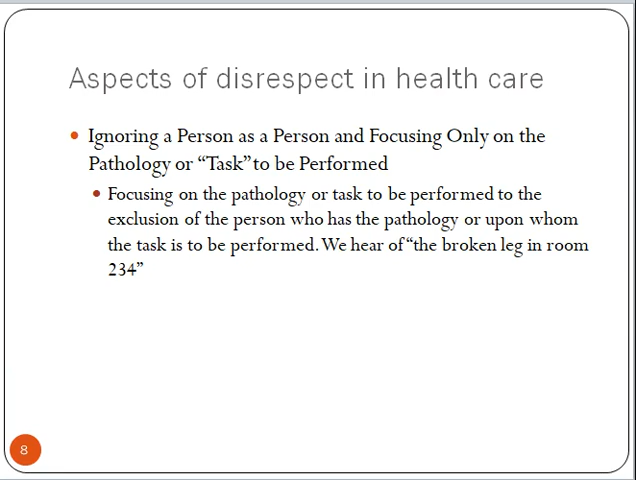 Aspects of disrespect in health care
• Ignoring a Person as a Person and Focusing Only on the
Pathology or “Task” to be Performed
• Focusing on the pathology or task to be performed to the
exclusion of the person who has the pathology or upon whom
the task is to be performed. We hear of “the broken leg in room
234”
8